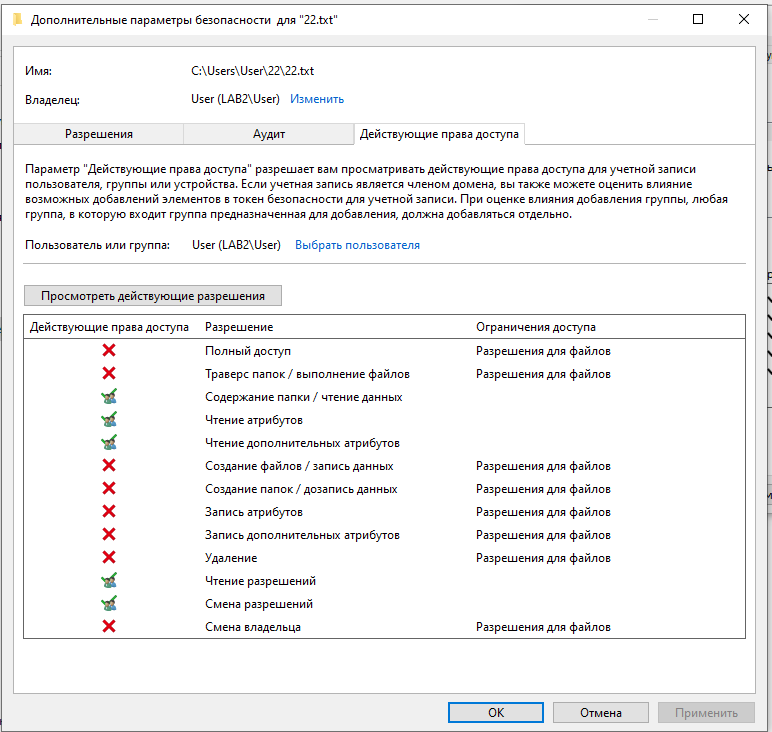 Дополнительные параметры безопасности для "22.txt"
Имя: C:\Users\User\22\22.txt
Владелец: User (LAB2\User) Изменить
Разрешения Аудит Действующие права доступа
Параметр "Действующие права доступа" разрешает вам просматривать действующие права доступа для учетной записи
пользователя, группы или устройства. Если учетная запись является членом домена, вы также можете оценить влияние
возможных добавлений элементов в токен безопасности для учетной записи. При оценке влияния добавления группы, любая
группа, в которую входит группа предназначенная для добавления, должна добавляться отдельно.
Пользователь или группа: User (LAB2\User) Выбрать пользователя
Просмотреть действующие разрешения
Действующие права доступа Разрешение Ограничения доступа
Полный доступ Разрешения для файлов
Траверс папок / выполнение файлов Разрешения для файлов
Содержание папки / чтение данных
Чтение атрибутов
Чтение дополнительных атрибутов
Создание файлов / запись данных Разрешения для файлов
Создание папок / дозапись данных Разрешения для файлов
Запись атрибутов Разрешения для файлов
Запись дополнительных атрибутов Разрешения для файлов
Удаление Разрешения для файлов
Чтение разрешений
Смена разрешений
Смена владельца Разрешения для файлов
ОК Отмена Применить